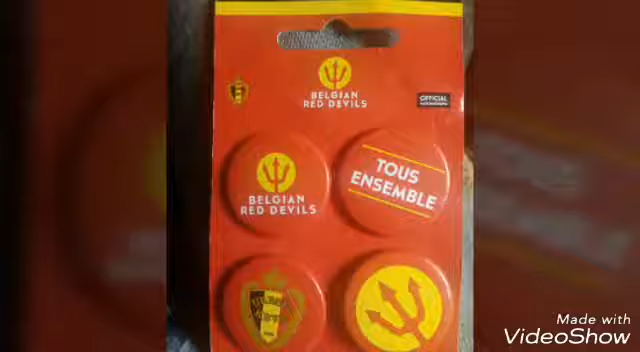 BELGIAN
RED DEVILS
OFFICIAL
BELGIAN
RED DEVILS
TOUS
ENSEMBLE
Made with
VideoShow